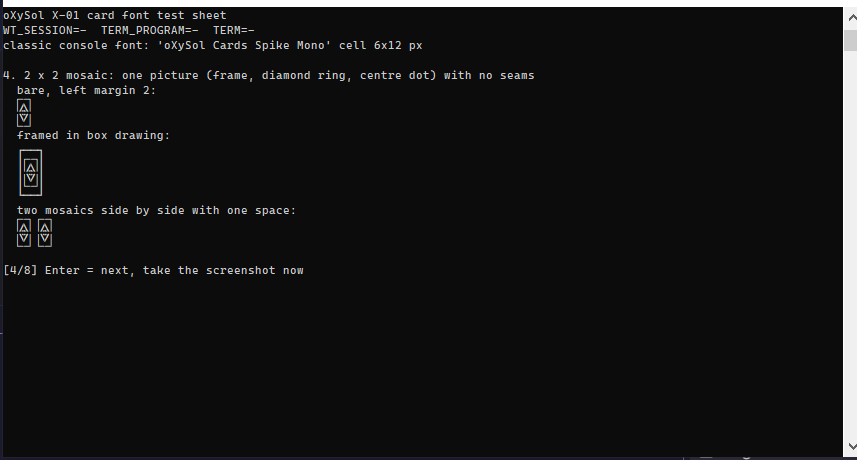 oXySol X-01 card font test sheet
WT_SESSION=-  TERM_PROGRAM=-  TERM=-
classic console font: 'oXySol Cards Spike Mono' cell 6x12 px
4. 2 x 2 mosaic: one picture (frame, diamond ring, centre dot) with no seams
bare, left margin 2:
framed in box drawing:
two mosaics side by side with one space:
[4/8] Enter = next, take the screenshot now